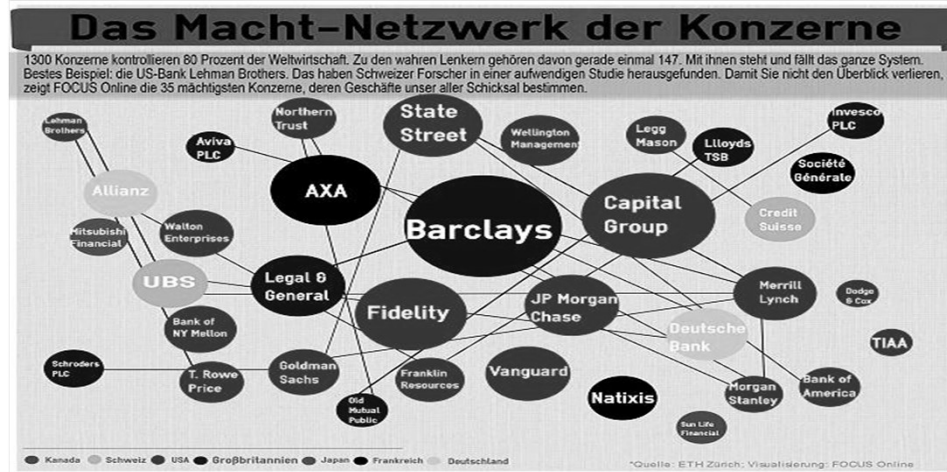 Das Macht-Netzwerk der Konzerne
1300 Konzerne kontrollieren 80 Prozent der Weltwirtschaft. Zu den wahren Lenkern gehören davon gerade einmal 147. Mit ihnen steht und fällt das ganze System.
Bestes Beispiel: die US-Bank Lehman Brothers. Das haben Schweizer Forscher in einer aufwendigen Studie herausgefunden. Damit Sie nicht den Überblick verlieren,
zeigt FOCUS Online die 35 mächtigsten Konzerne, deren Geschäfte unser aller Schicksal bestimmen.
Lehman
Brothers
Northern
Trust
State
Street
Wellington
Management
Legg
Mason
Invesco
PLC
Aviva
PLC
Llloyds
TSB
Société
Générale
Allianz
AXA
Barclays
Capital
Group
Credit
Suisse
Mitsubishi
Financial
Walton
Enterprises
UBS
Legal &
General
Fidelity
JP Morgan
Chase
Merrill
Lynch
Dodge
& Cox
Bank of
NY Mellon
Deutsche
Bank
TIAA
Schroders
PLC
T. Rowe
Price
Goldman
Sachs
Franklin
Resources
Vanguard
Natixis
Morgan
Stanley
Bank of
America
Old
Mutual
Public
Sun Life
Financial
Kanada Schweiz USA Großbritannien Japan Frankreich Deutschland
*Quelle: ETH Zürich; Visualisierung: FOCUS Online